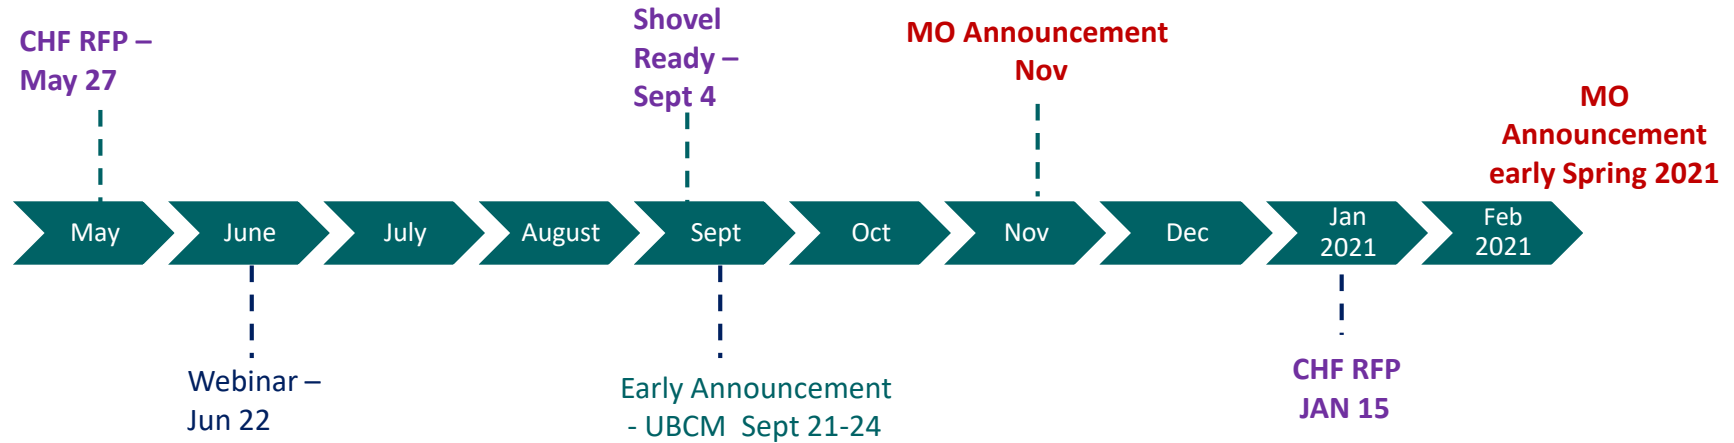 CHF RFP –
May 27
Shovel
Ready –
Sept 4
MO Announcement
Nov
MO
Announcement
early Spring 2021
May
June
July
August
Sept
Oct
Nov
Dec
Jan
2021
Feb
2021
Webinar –
Jun 22
Early Announcement
- UBCM  Sept 21-24
CHF RFP
JAN 15